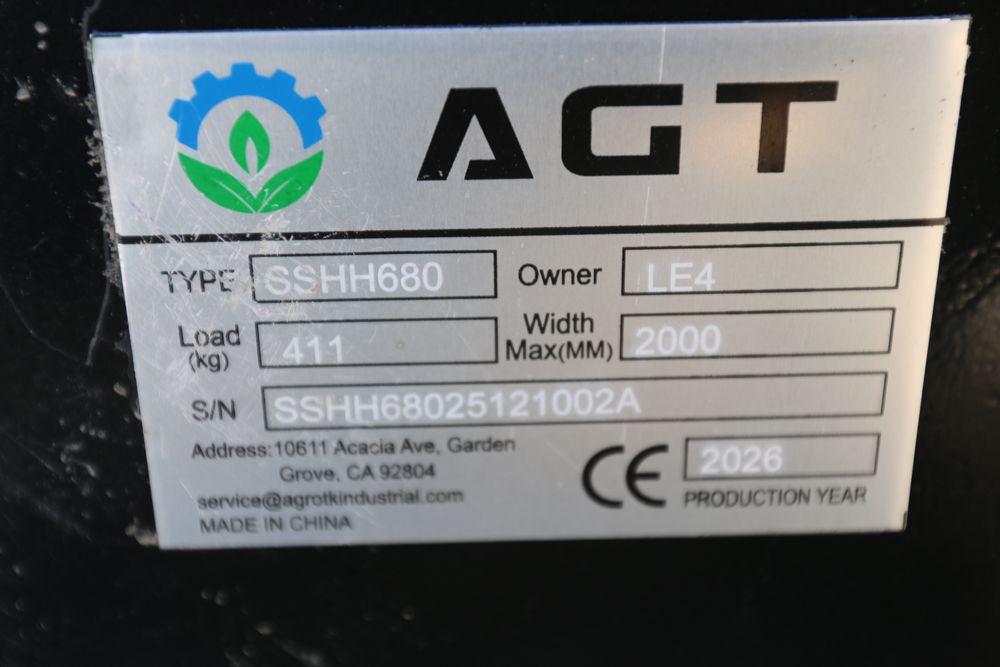 AGT
TYPE SSHH680 Owner LE4
Load (kg) 411 Width Max(MM) 2000
S/N SSHH68025121002A
Address:10611 Acacia Ave, Garden
Grove, CA 92804
service@agrotkindustrial.com
MADE IN CHINA
CE 2026
PRODUCTION YEAR